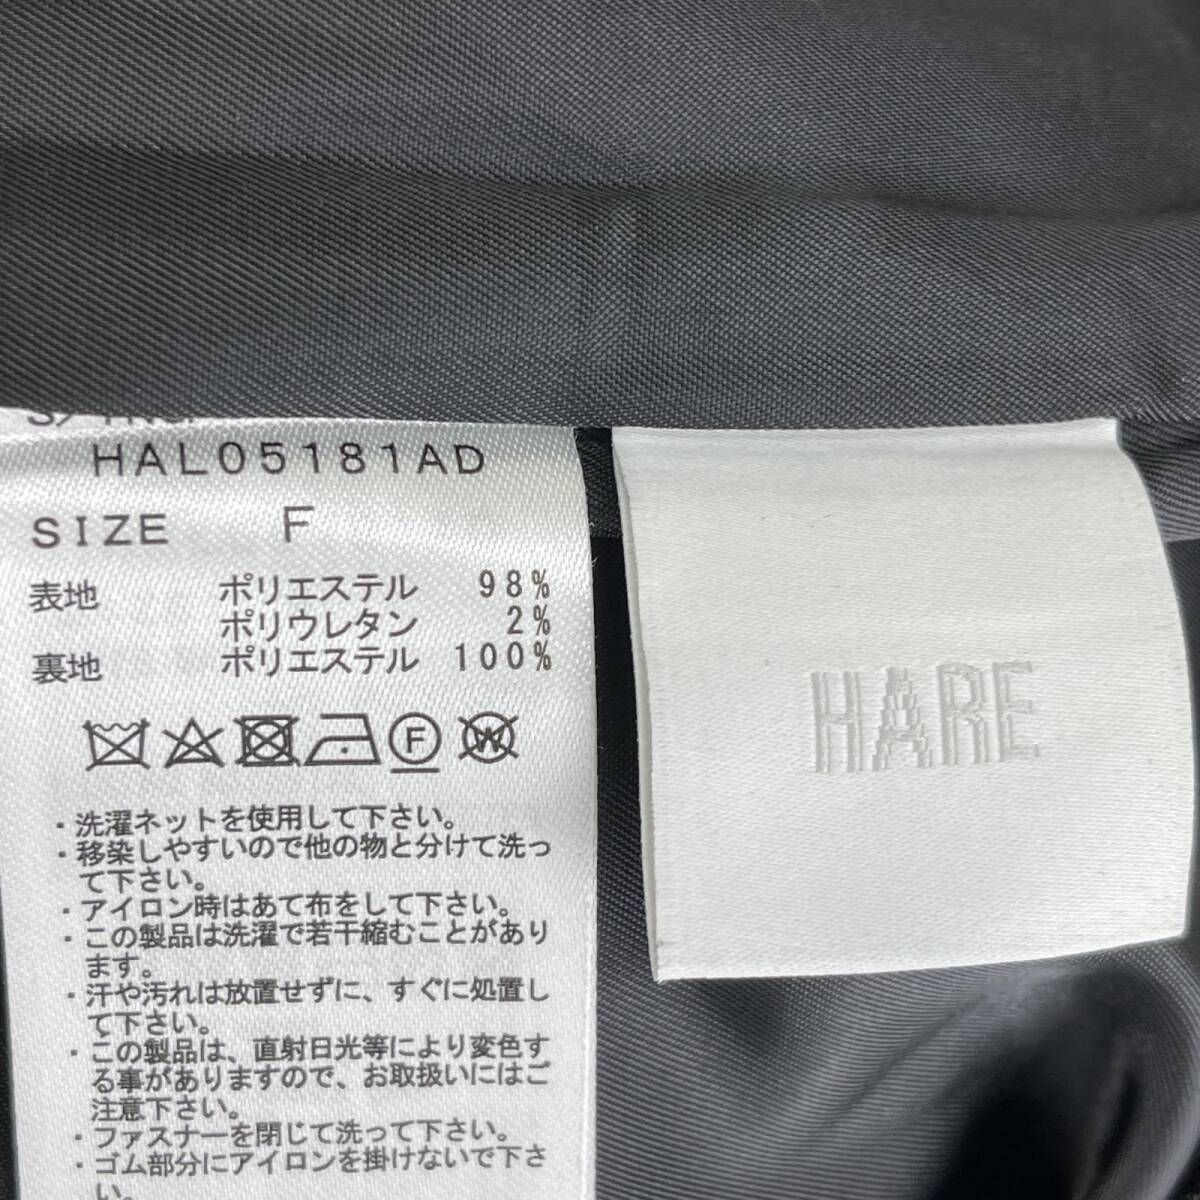 HAL05181AD
SIZE F
表地 ポリエステル 98%
ポリウレタン 2%
裏地 ポリエステル 100%
F W
・洗濯ネットを使用して下さい。
・移染しやすいので他の物と分けて洗っ
て下さい。
・アイロン時はあて布をして下さい。
・この製品は洗濯で若干縮むことがあり
ます。
・汗や汚れは放置せずに、すぐに処置し
て下さい。
・この製品は、直射日光等により変色す
る事がありますので、お取扱いにはご
注意下さい。
・ファスナーを閉じて洗って下さい。
・ゴム部分にアイロンを掛けないで下さ
い。
HARE